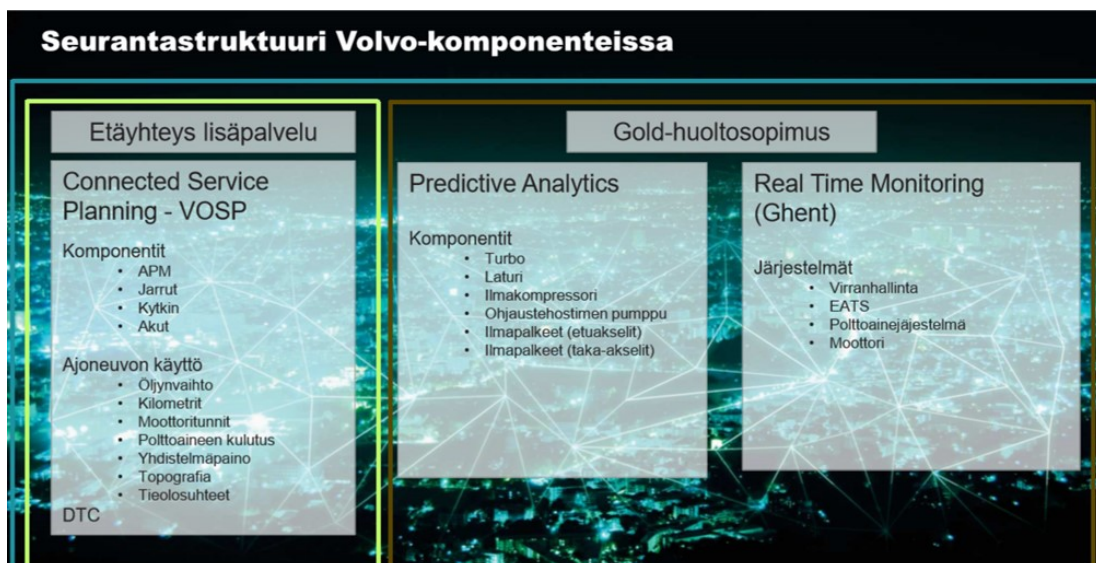 Seurantastruktuuri Volvo-komponenteissa
Etäyhteys lisäpalvelu
Connected Service
Planning - VOSP
Komponentit
• APM
• Jarrut
• Kytkin
• Akut
Ajoneuvon käyttö
• Öljynvaihto
• Kilometrit
• Moottoritunnit
• Polttoaineen kulutus
• Yhdistelmäpaino
• Topografia
• Tieolosuhteet
DTC
Gold-huoltosopimus
Predictive Analytics
Komponentit
• Turbo
• Laturi
• Ilmakompressori
• Ohjaustehostimen pumppu
• Ilmapalkeet (etuakselit)
• Ilmapalkeet (taka-akselit)
Real Time Monitoring
(Ghent)
Järjestelmät
• Virranhallinta
• EATS
• Polttoainejäjestelmä
• Moottori